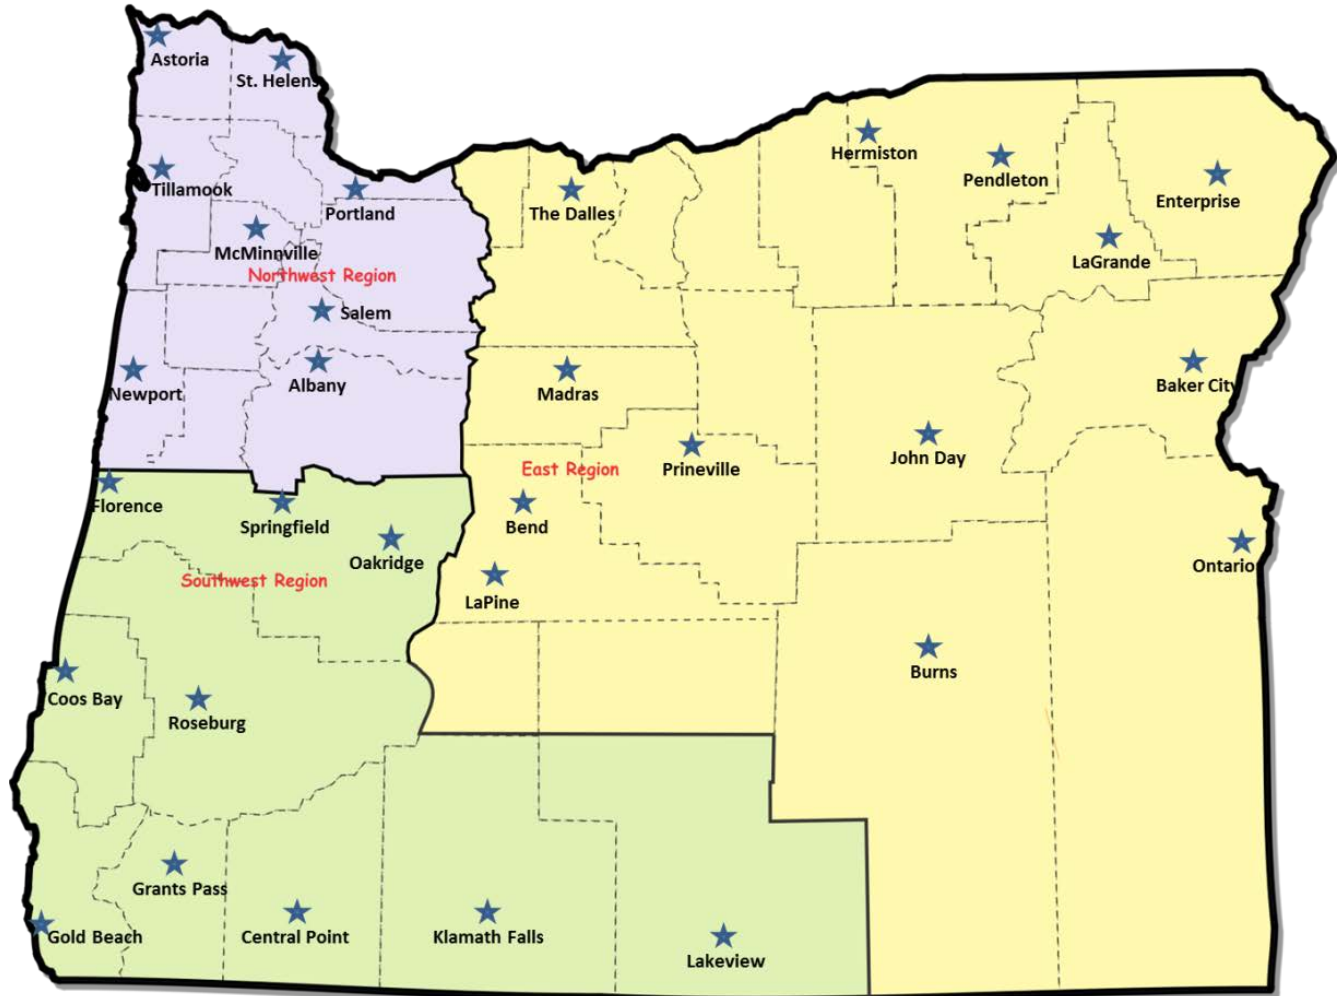 Astoria
St. Helens
Hermiston
Pendleton
Tillamook
Portland
The Dalles
Enterprise
McMinnville
LaGrande
Northwest Region
Salem
Newport
Albany
Madras
Baker City
John Day
East Region
Prineville
Florence
Springfield
Bend
Oakridge
Ontario
Southwest Region
LaPine
Burns
Coos Bay
Roseburg
Grants Pass
Gold Beach
Central Point
Klamath Falls
Lakeview